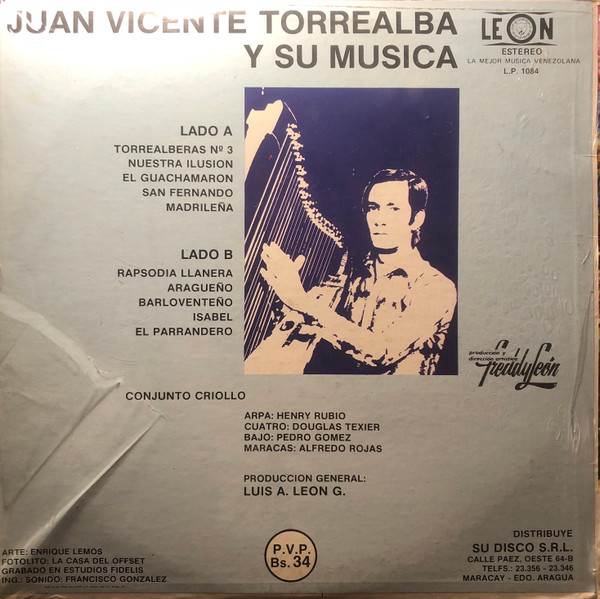 JUAN VICENTE TORREALBA
Y SU MUSICA
LEON
ESTEREO
LA MEJOR MUSICA VENEZOLANA
L.P. 1084
LADO A
TORREALBERAS Nº 3
NUESTRA ILUSION
EL GUACHAMARON
SAN FERNANDO
MADRILEÑA
LADO B
RAPSODIA LLANERA
ARAGUEÑO
BARLOVENTEÑO
ISABEL
EL PARRANDERO
produccion y
dirección artística
freddy león
CONJUNTO CRIOLLO
ARPA: HENRY RUBIO
CUATRO: DOUGLAS TEXIER
BAJO: PEDRO GOMEZ
MARACAS: ALFREDO ROJAS
PRODUCCION GENERAL:
LUIS A. LEON G.
ARTE: ENRIQUE LEMOS
FOTOLITO: LA CASA DEL OFFSET
GRABADO EN ESTUDIOS FIDELIS
ING.: SONIDO: FRANCISCO GONZALEZ
P.V.P.
Bs. 34
DISTRIBUYE
SU DISCO S.R.L.
CALLE PAEZ, OESTE 64-B
TELFS.: 23.356 - 23.346
MARACAY - EDO. ARAGUA